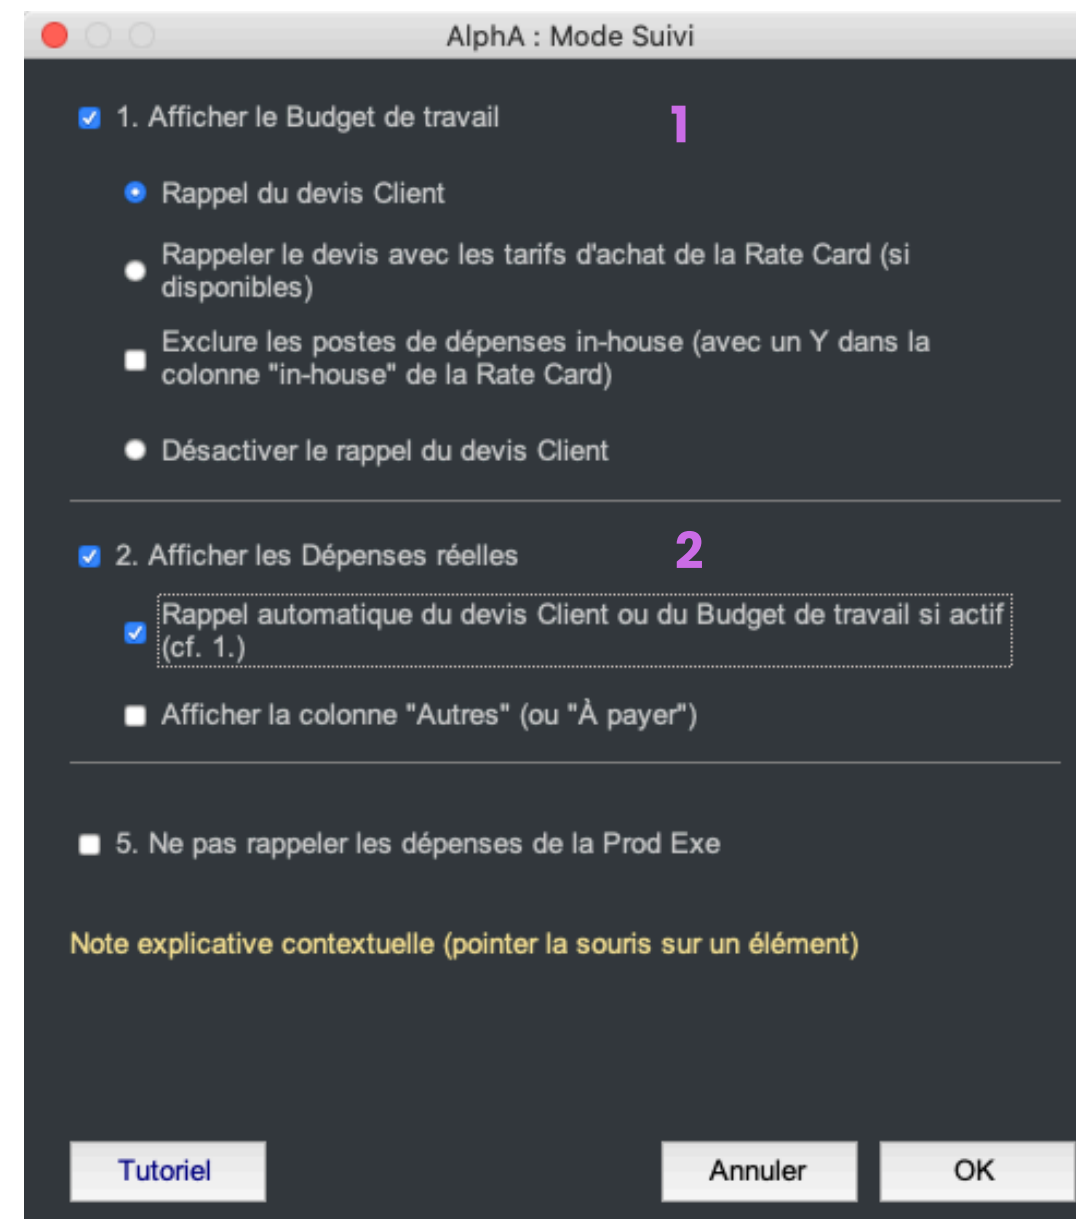 AlphA : Mode Suivi
1. Afficher le Budget de travail 1
Rappel du devis Client
Rappeler le devis avec les tarifs d'achat de la Rate Card (si
disponibles)
Exclure les postes de dépenses in-house (avec un Y dans la
colonne "in-house" de la Rate Card)
Désactiver le rappel du devis Client
2. Afficher les Dépenses réelles 2
Rappel automatique du devis Client ou du Budget de travail si actif
(cf. 1.)
Afficher la colonne "Autres" (ou "À payer")
5. Ne pas rappeler les dépenses de la Prod Exe
Note explicative contextuelle (pointer la souris sur un élément)
Tutoriel Annuler OK